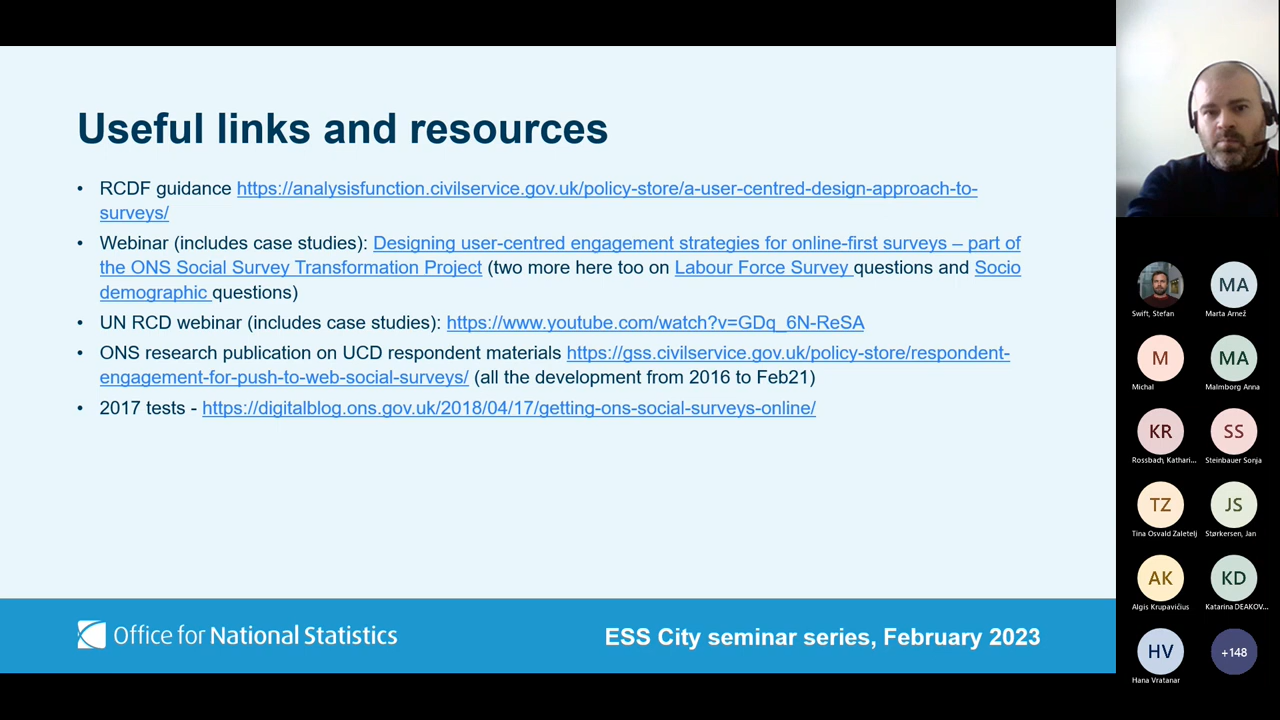 Useful links and resources
• RCDF guidance https://analysisfunction.civilservice.gov.uk/policy-store/a-user-centred-design-approach-to-
surveys/
• Webinar (includes case studies): Designing user-centred engagement strategies for online-first surveys – part of
the ONS Social Survey Transformation Project (two more here too on Labour Force Survey questions and Socio
demographic questions)
• UN RCD webinar (includes case studies): https://www.youtube.com/watch?v=GDq_6N-ReSA
• ONS research publication on UCD respondent materials https://gss.civilservice.gov.uk/policy-store/respondent-
engagement-for-push-to-web-social-surveys/ (all the development from 2016 to Feb21)
• 2017 tests - https://digitalblog.ons.gov.uk/2018/04/17/getting-ons-social-surveys-online/
Office for National Statistics
ESS City seminar series, February 2023
MA
Swift, Stefan
Marta Arnež
M
MA
Michal
Malmborg Anna
KR
SS
Rossbach, Kathari...
Steinbauer Sonja
TZ
JS
Tina Osvald Zaletelj
Størkersen, Jan
AK
KD
Algis Krupavičius
Katarina DEAKOV...
HV
+148
Hana Vratanar